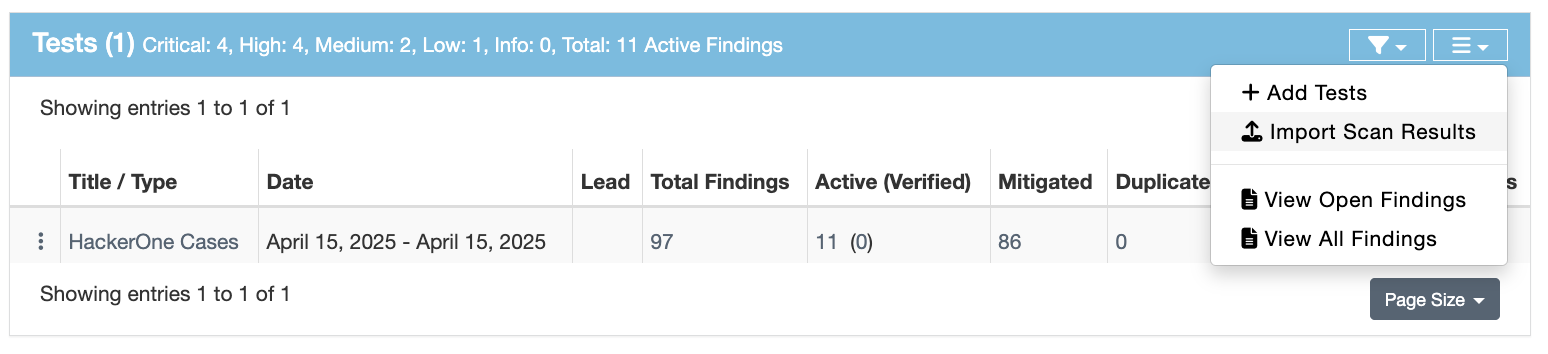 Tests (1) Critical: 4, High: 4, Medium: 2, Low: 1, Info: 0, Total: 11 Active Findings
Add Tests
Import Scan Results
View Open Findings
View All Findings
Showing entries 1 to 1 of 1
Title / Type Date Lead Total Findings Active (Verified) Mitigated Duplicate s
HackerOne Cases April 15, 2025 - April 15, 2025 97 11 (0) 86 0
Showing entries 1 to 1 of 1
Page Size